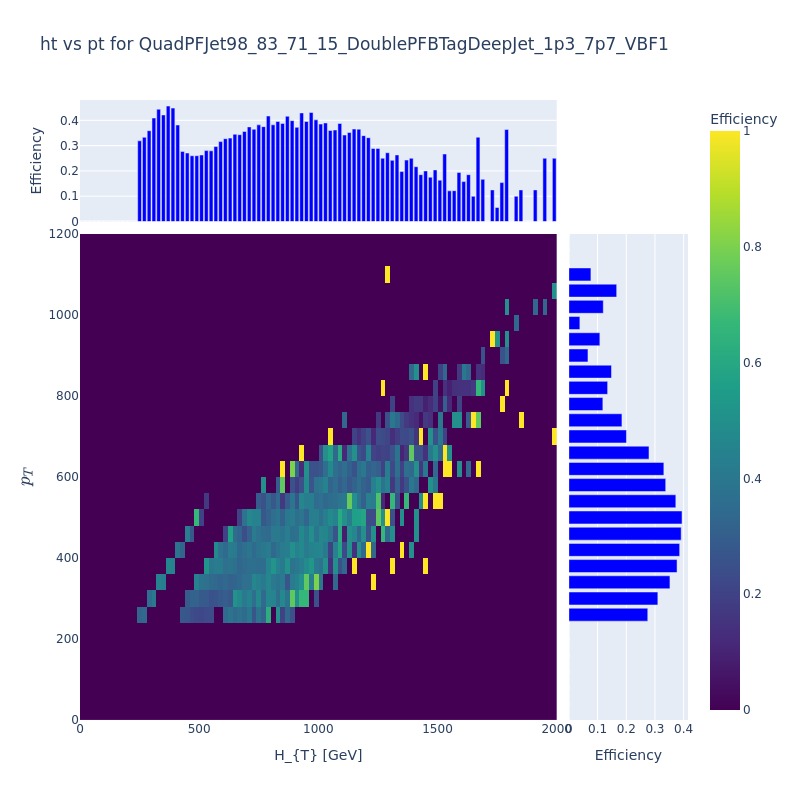 ht vs pt for QuadPFJet98_83_71_15_DoublePFBTagDeepJet_1p3_7p7_VBF1
Efficiency
0.4
0.3
0.2
0.1
0
Efficiency
1
0.8
0.6
0.4
0.2
0
p_T
1200
1000
800
600
400
200
0
0 500 1000 1500 2000
H_{T} [GeV]
0 0.1 0.2 0.3 0.4
Efficiency